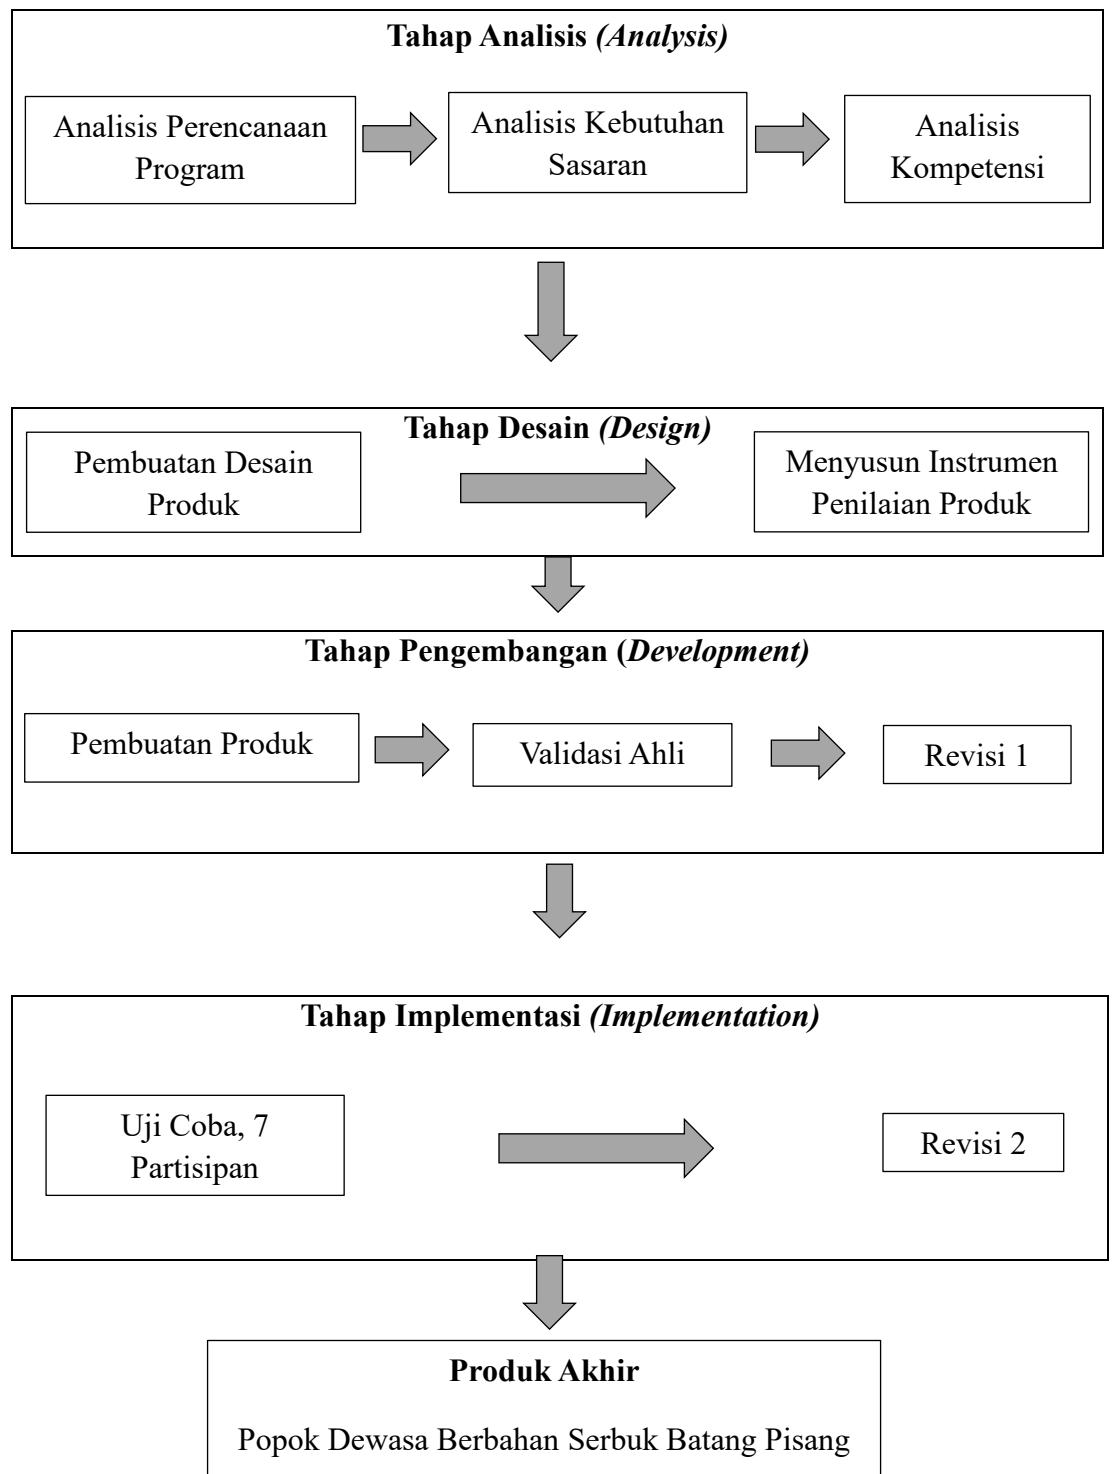 Tahap Analisis (Analysis)
Analisis Perencanaan
Program
Analisis Kebutuhan
Sasaran
Analisis
Kompetensi
Tahap Desain (Design)
Pembuatan Desain
Produk
Menyusun Instrumen
Penilaian Produk
Tahap Pengembangan (Development)
Pembuatan Produk
Validasi Ahli
Revisi 1
Tahap Implementasi (Implementation)
Uji Coba, 7
Partisipan
Revisi 2
Produk Akhir
Popok Dewasa Berbahan Serbuk Batang Pisang